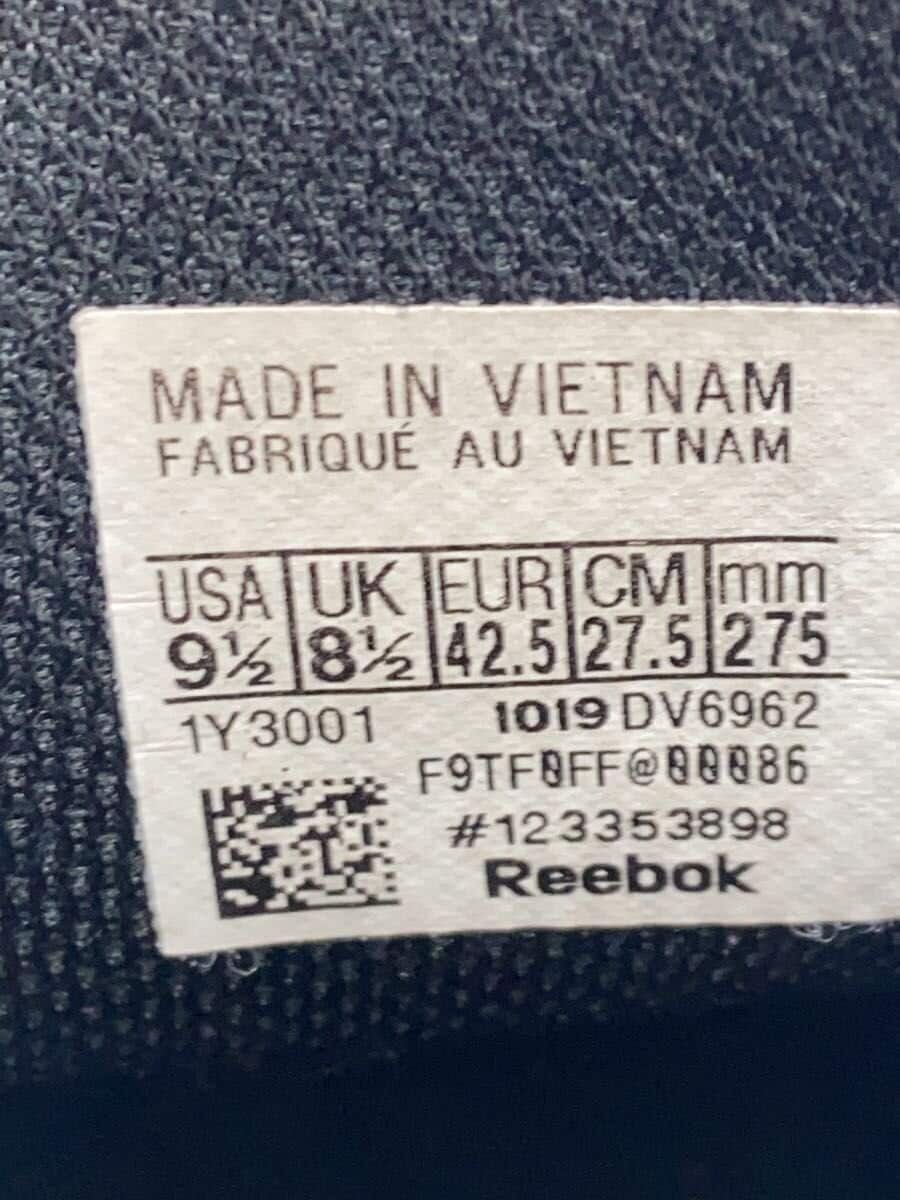 MADE IN VIETNAM
FABRIQUÉ AU VIETNAM
USA UK EUR CM mm
9½ 8½ 42.5 27.5 275
1Y3001 1019 DV6962
F9TF0FF@00086
#123353898
Reebok